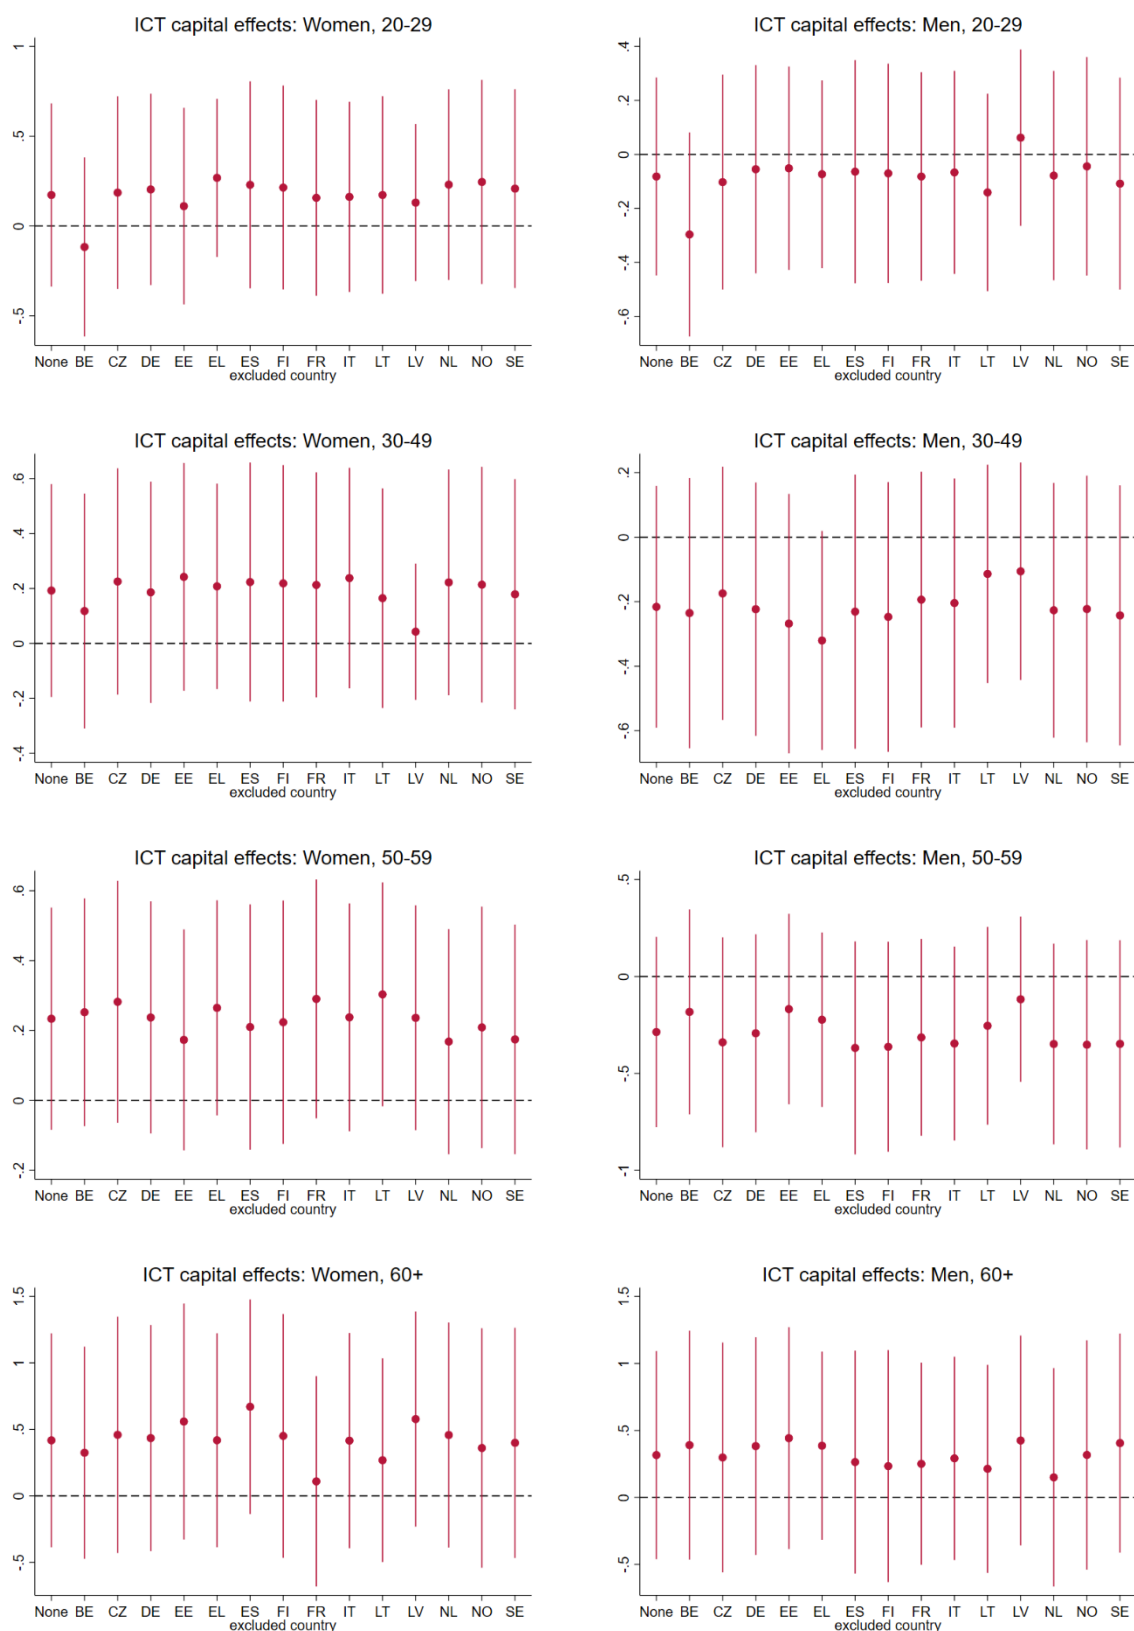 ICT capital effects: Women, 20-29
1
.5
0
-.5
None BE CZ DE EE EL ES FI FR IT LT LV NL NO SE
excluded country
ICT capital effects: Men, 20-29
.4
.2
0
-.2
-.4
-.6
None BE CZ DE EE EL ES FI FR IT LT LV NL NO SE
excluded country
ICT capital effects: Women, 30-49
.6
.4
.2
0
-.2
-.4
None BE CZ DE EE EL ES FI FR IT LT LV NL NO SE
excluded country
ICT capital effects: Men, 30-49
.2
0
-.2
-.4
-.6
None BE CZ DE EE EL ES FI FR IT LT LV NL NO SE
excluded country
ICT capital effects: Women, 50-59
.6
.4
.2
0
-.2
None BE CZ DE EE EL ES FI FR IT LT LV NL NO SE
excluded country
ICT capital effects: Men, 50-59
.5
0
-.5
-1
None BE CZ DE EE EL ES FI FR IT LT LV NL NO SE
excluded country
ICT capital effects: Women, 60+
1.5
1
.5
0
-.5
None BE CZ DE EE EL ES FI FR IT LT LV NL NO SE
excluded country
ICT capital effects: Men, 60+
1.5
1
.5
0
-.5
None BE CZ DE EE EL ES FI FR IT LT LV NL NO SE
excluded country